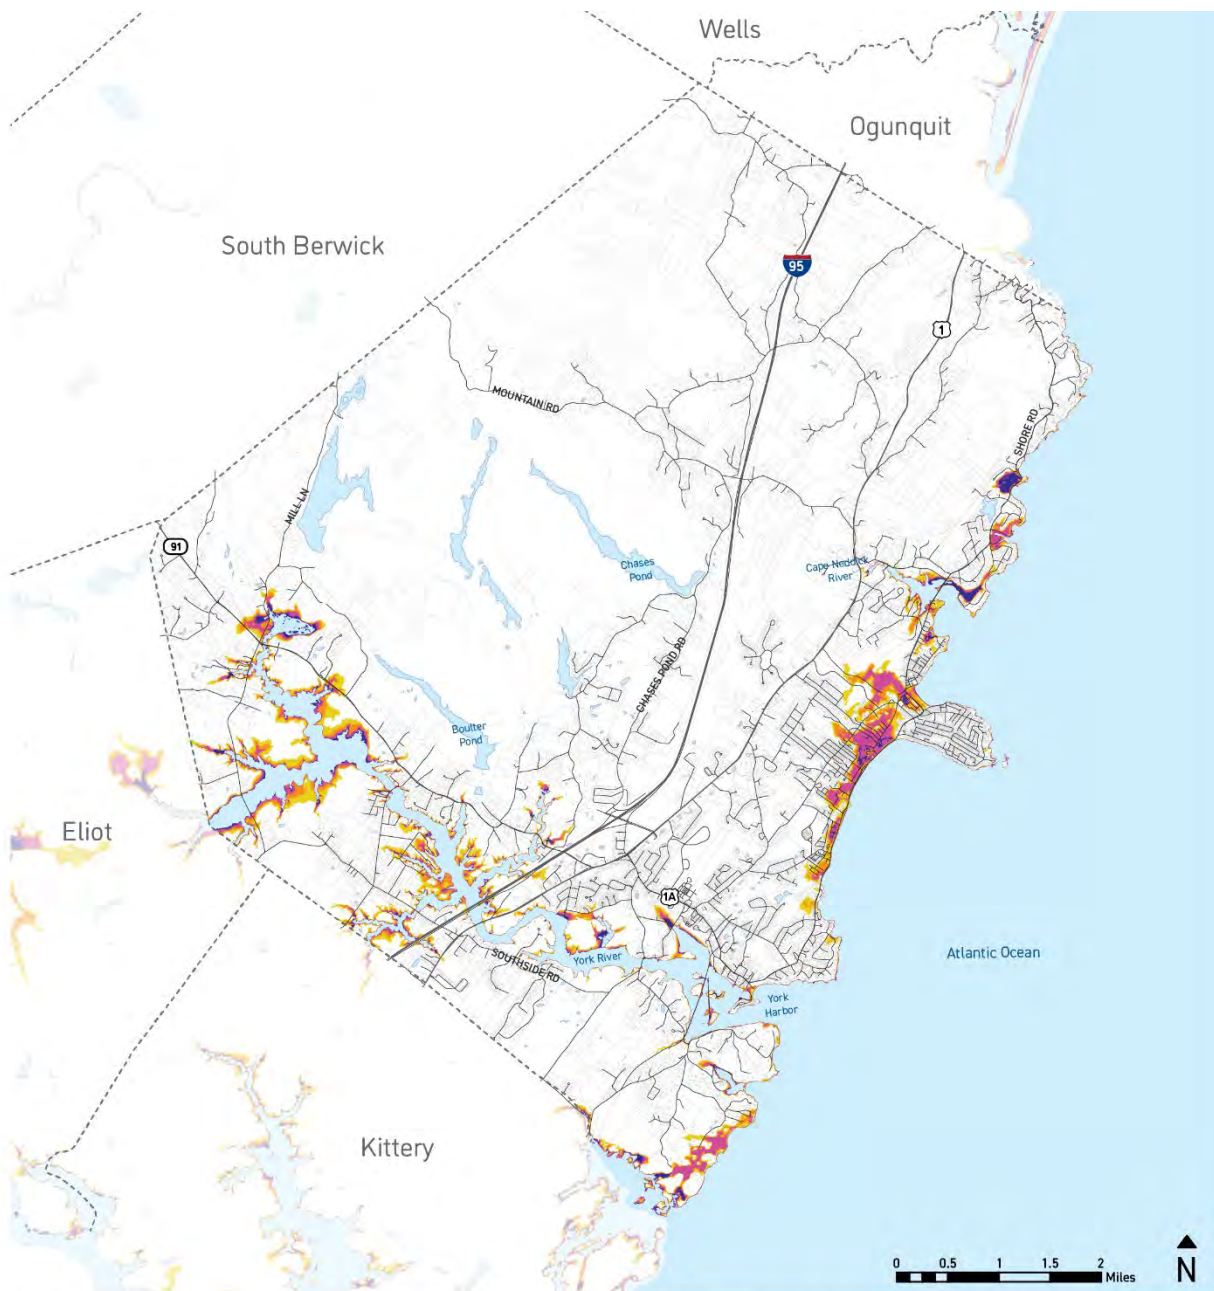 Wells
Ogunquit
South Berwick
95
1
MOUNTAIN RD
SHORE RD
MILL LN
91
Chases
Pond
Cape Neddick
River
CHASES POND RD
Boulter
Pond
Eliot
1A
SOUTHSIDE RD
York River
Atlantic Ocean
York
Harbor
Kittery
0 0.5 1 1.5 2
Miles
N